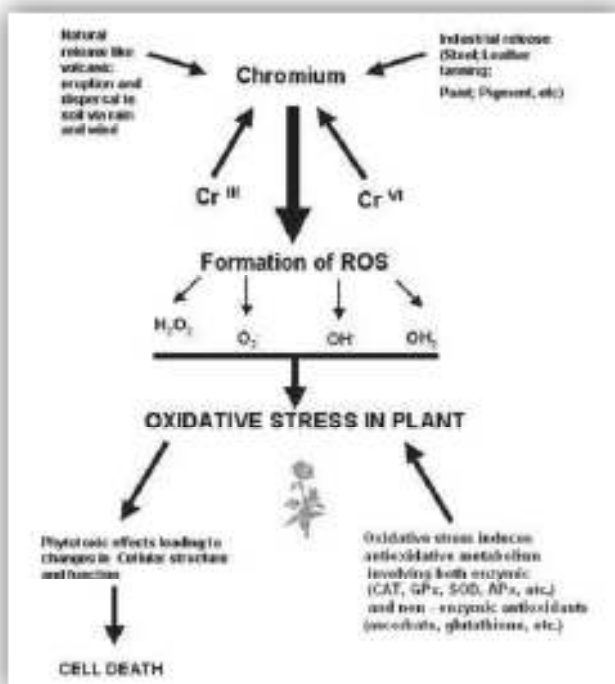 Natural
release like
volcanic
eruption and
dispersal in
soil via rain
and wind
Industrial release
(Steel; Leather
tanning;
Paint; Pigment, etc)
Chromium
Cr III
Cr VI
Formation of ROS
H2O2
O2
OH
OH2
OXIDATIVE STRESS IN PLANT
Phytotoxic effects leading to
changes in Cellular structure
and function
CELL DEATH
Oxidative stress induces
antioxidative metabolism
involving both enzymic
(CAT, GPx, SOD, APx, etc.)
and non - enzymic antioxidants
(ascorbate, glutathione, etc.)